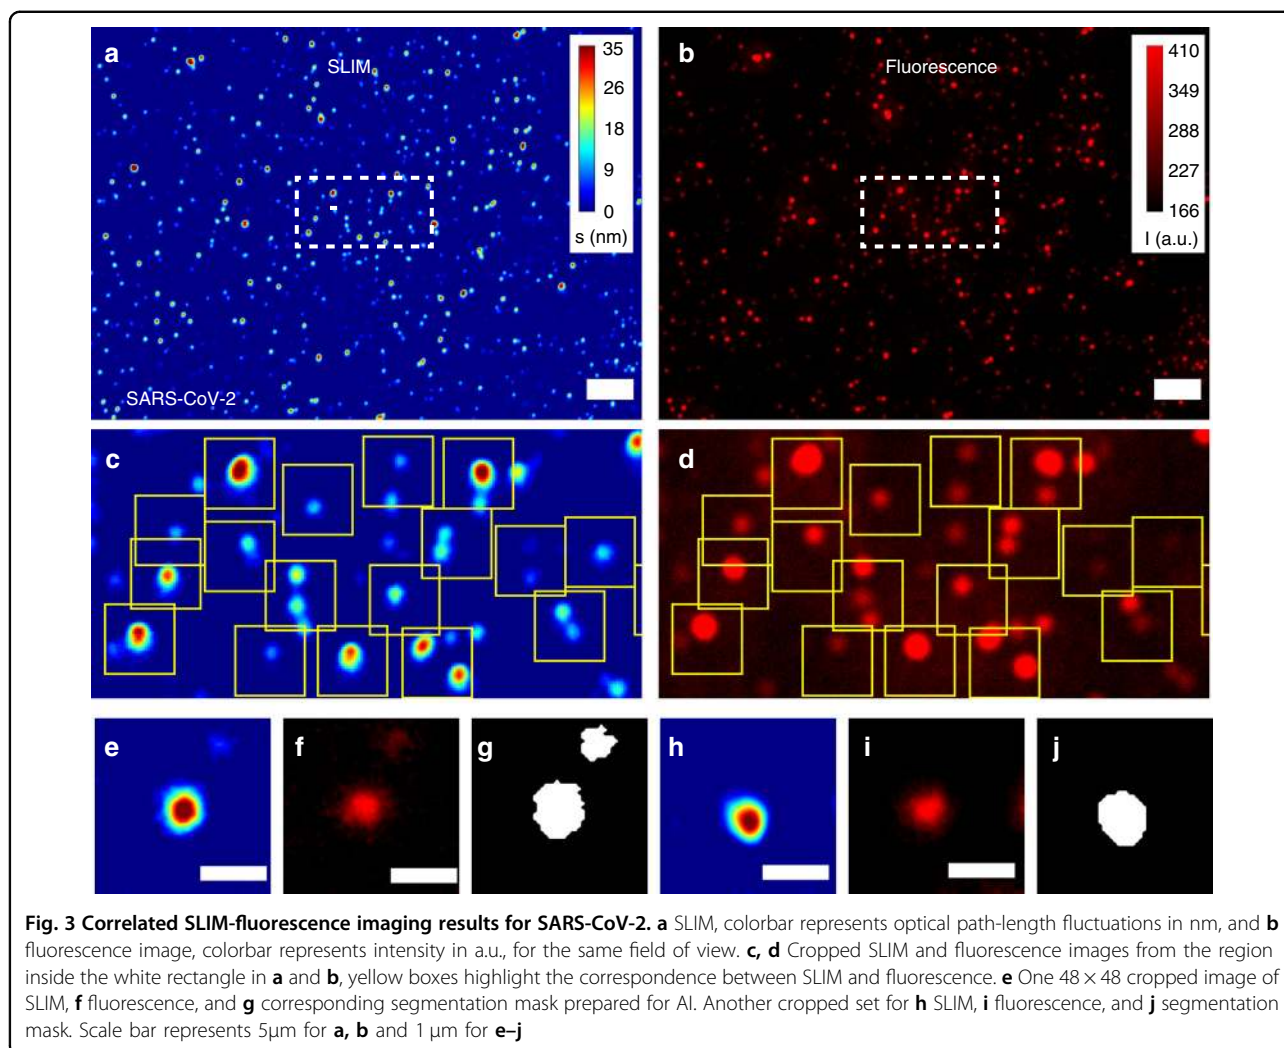 a
SLIM
35
26
18
9
0
s (nm)
SARS-CoV-2
b
Fluorescence
410
349
288
227
166
I (a.u.)
c
d
e
f
g
h
i
j
Fig. 3 Correlated SLIM-fluorescence imaging results for SARS-CoV-2. a SLIM, colorbar represents optical path-length fluctuations in nm, and b
fluorescence image, colorbar represents intensity in a.u., for the same field of view. c, d Cropped SLIM and fluorescence images from the region
inside the white rectangle in a and b, yellow boxes highlight the correspondence between SLIM and fluorescence. e One 48 × 48 cropped image of
SLIM, f fluorescence, and g corresponding segmentation mask prepared for AI. Another cropped set for h SLIM, i fluorescence, and j segmentation
mask. Scale bar represents 5μm for a, b and 1 μm for e–j